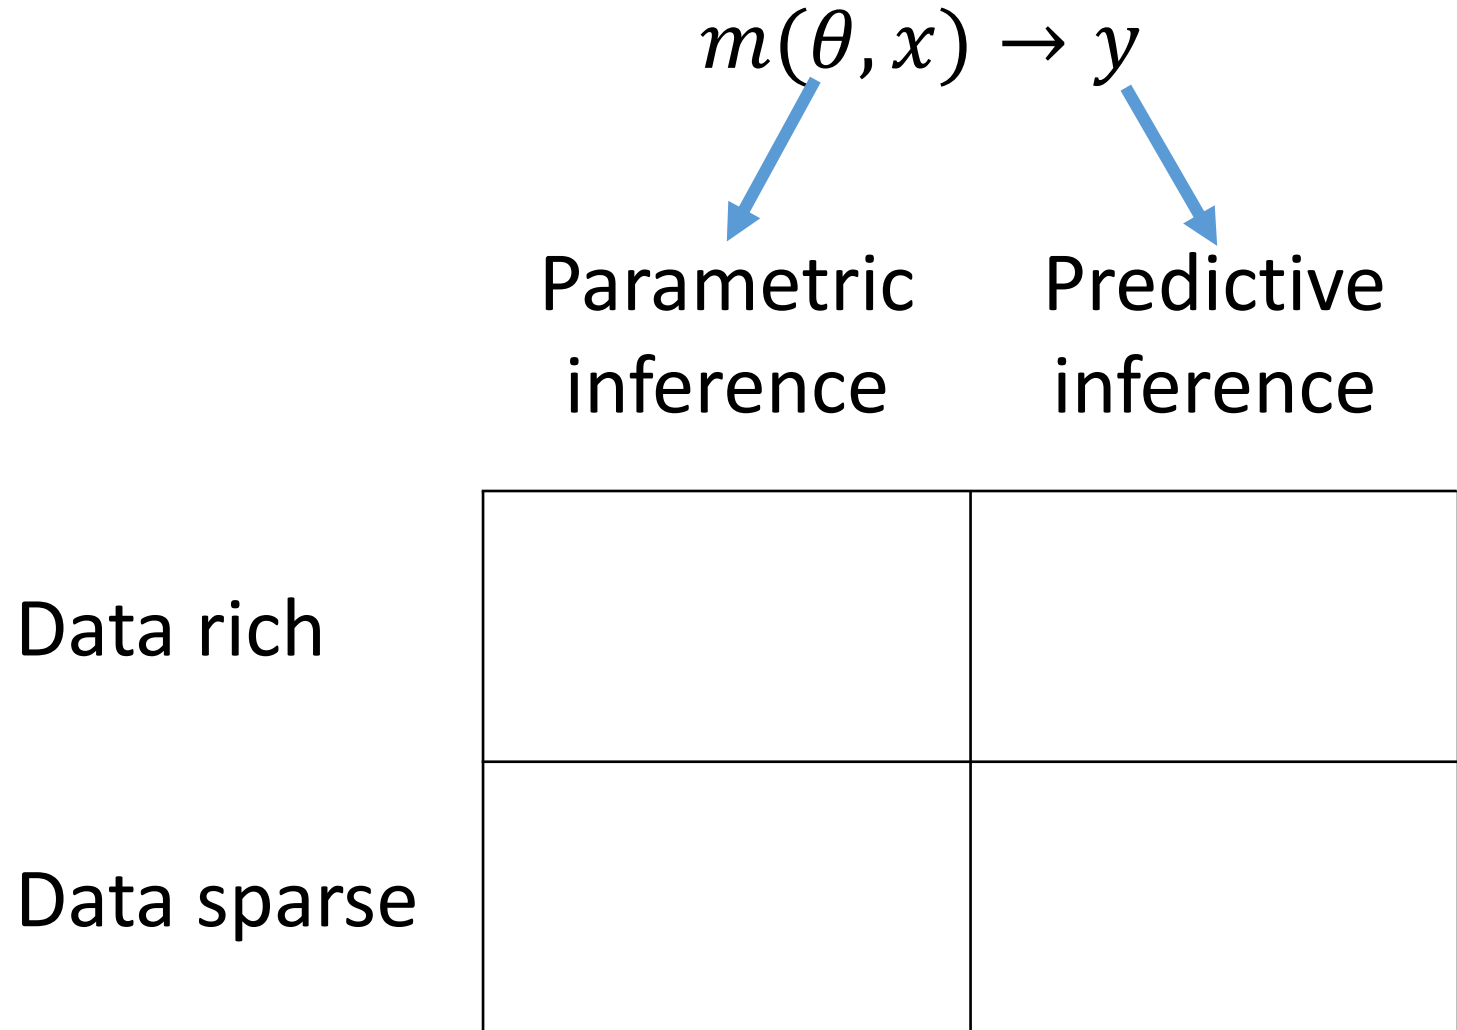 m(θ, x) → y
Parametric Predictive
inference inference
Data rich
Data sparse